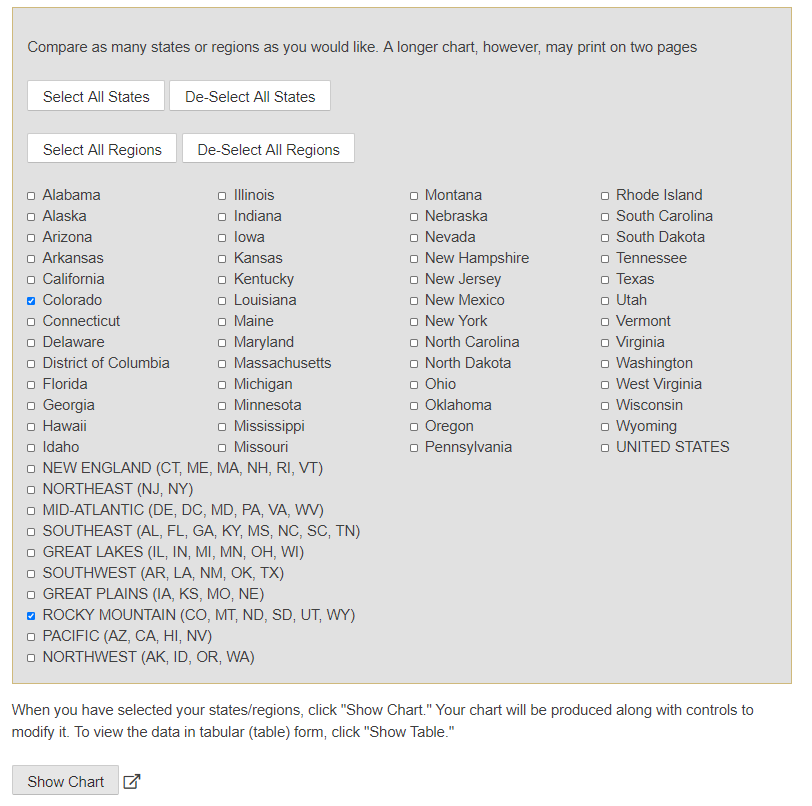 Compare as many states or regions as you would like. A longer chart, however, may print on two pages
Select All States De-Select All States
Select All Regions De-Select All Regions
Alabama Illinois Montana Rhode Island
Alaska Indiana Nebraska South Carolina
Arizona Iowa Nevada South Dakota
Arkansas Kansas New Hampshire Tennessee
California Kentucky New Jersey Texas
Colorado Louisiana New Mexico Utah
Connecticut Maine New York Vermont
Delaware Maryland North Carolina Virginia
District of Columbia Massachusetts North Dakota Washington
Florida Michigan Ohio West Virginia
Georgia Minnesota Oklahoma Wisconsin
Hawaii Mississippi Oregon Wyoming
Idaho Missouri Pennsylvania UNITED STATES
NEW ENGLAND (CT, ME, MA, NH, RI, VT)
NORTHEAST (NJ, NY)
MID-ATLANTIC (DE, DC, MD, PA, VA, WV)
SOUTHEAST (AL, FL, GA, KY, MS, NC, SC, TN)
GREAT LAKES (IL, IN, MI, MN, OH, WI)
SOUTHWEST (AR, LA, NM, OK, TX)
GREAT PLAINS (IA, KS, MO, NE)
ROCKY MOUNTAIN (CO, MT, ND, SD, UT, WY)
PACIFIC (AZ, CA, HI, NV)
NORTHWEST (AK, ID, OR, WA)
When you have selected your states/regions, click "Show Chart." Your chart will be produced along with controls to
modify it. To view the data in tabular (table) form, click "Show Table."
Show Chart